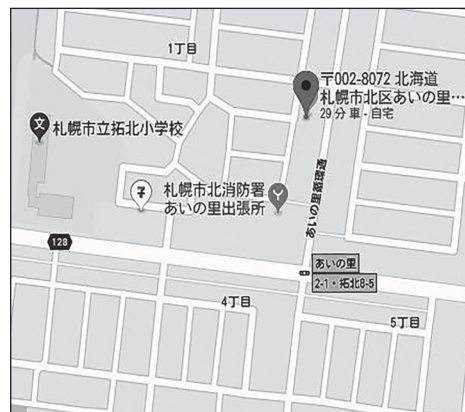 1丁目
〒002-8072 北海道
札幌市北区あいの里…
29 分 車 - 自宅
文
札幌市立拓北小学校
札幌市北消防署
あいの里出張所
あいの里循環通
128
あいの里
2-1・拓北8-5
4丁目
5丁目